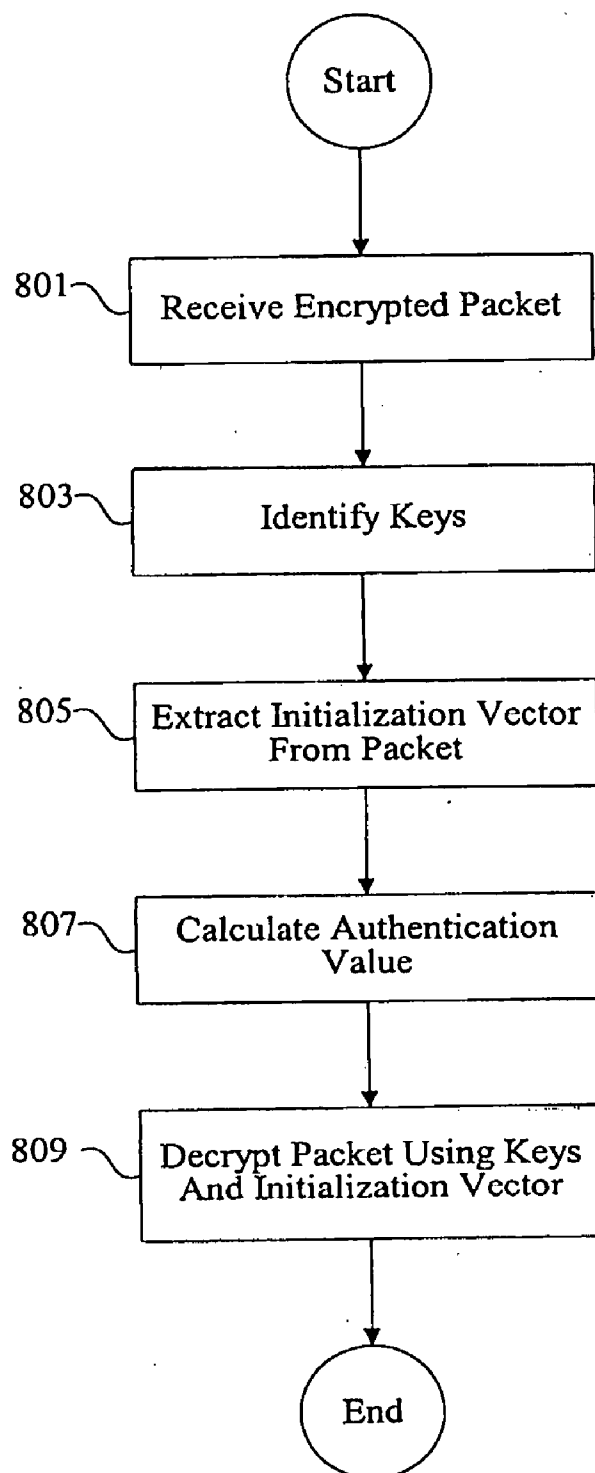 Start
801
Receive Encrypted Packet
803
Identify Keys
805
Extract Initialization Vector
From Packet
807
Calculate Authentication
Value
809
Decrypt Packet Using Keys
And Initialization Vector
End